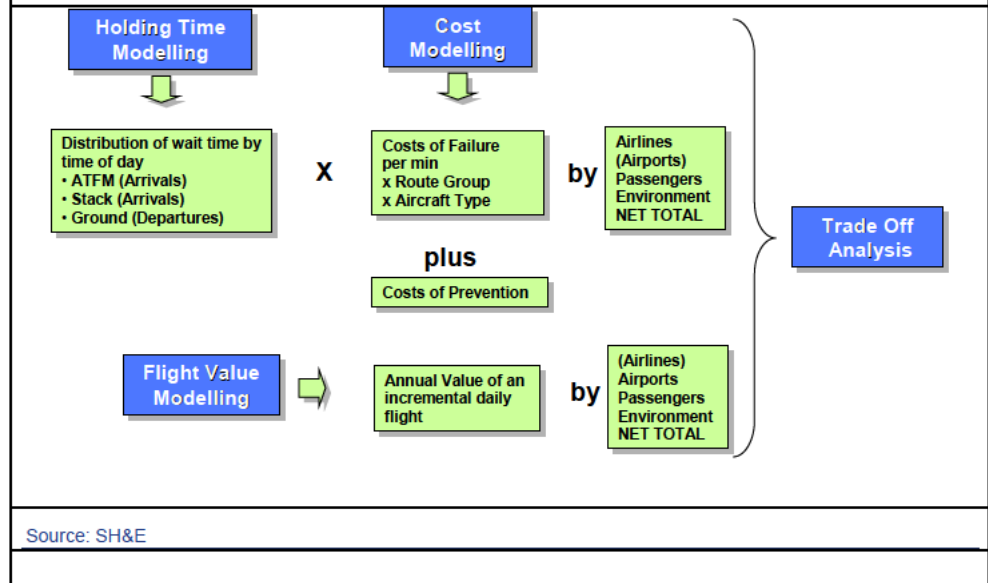 Holding Time
Modelling
Cost
Modelling
Distribution of wait time by
time of day
• ATFM (Arrivals)
• Stack (Arrivals)
• Ground (Departures)
X
Costs of Failure
per min
x Route Group
x Aircraft Type
by
Airlines
(Airports)
Passengers
Environment
NET TOTAL
Trade Off
Analysis
plus
Costs of Prevention
Flight Value
Modelling
Annual Value of an
incremental daily
flight
by
(Airlines)
Airports
Passengers
Environment
NET TOTAL
Source: SH&E